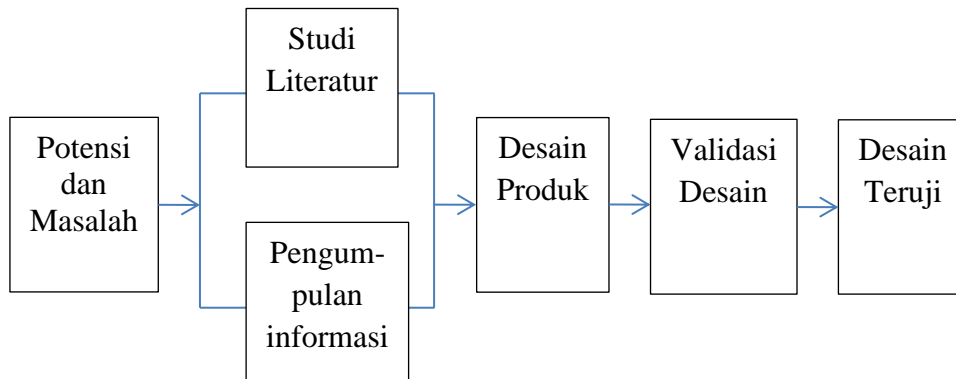 Potensi
dan
Masalah
Studi
Literatur
Pengum-
pulan
informasi
Desain
Produk
Validasi
Desain
Desain
Teruji